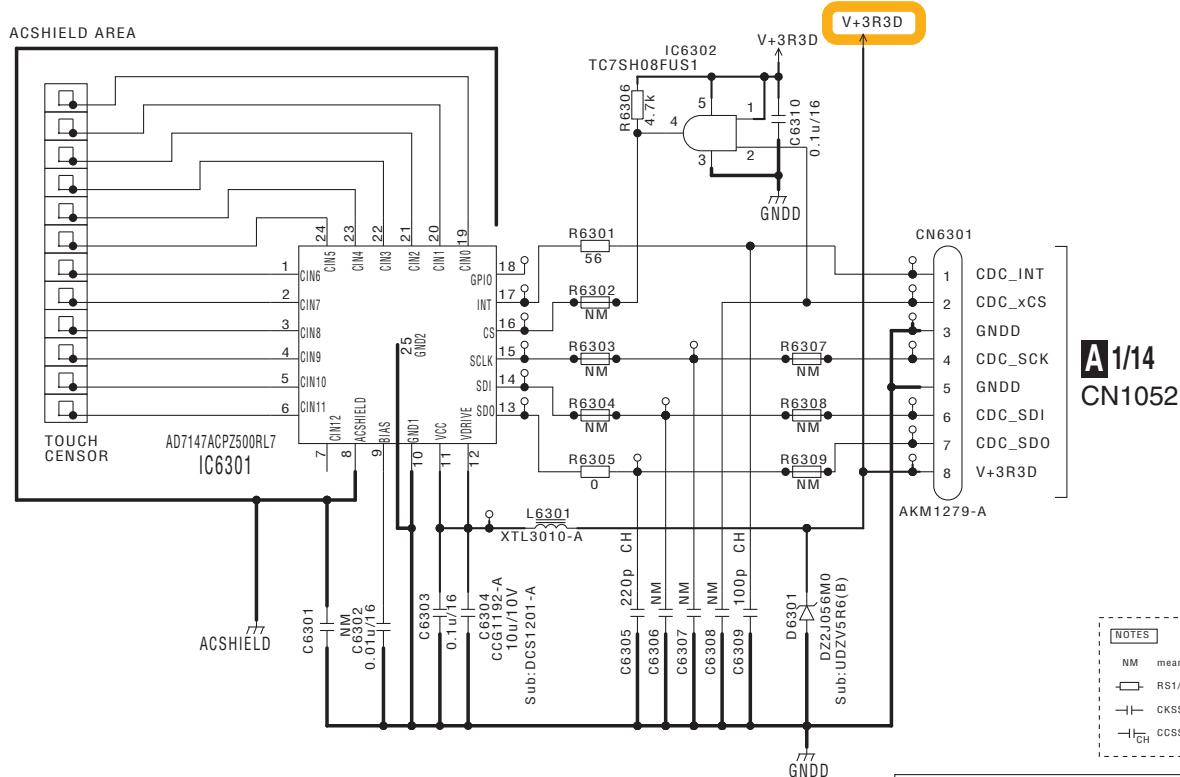 ACSHIELD AREA
V+3R3D
V+3R3D
IC6302
TC7SH08FUS1
R6306
4.7k
5
4
1
3
2
C6310
0.1u/16
GNDD
24
23
22
21
20
19
CIN5
CIN4
CIN3
CIN2
CIN1
CIN0
1
CIN6
2
CIN7
3
CIN8
4
CIN9
5
CIN10
6
CIN11
GPIO
18
INT
17
CS
16
SCLK
15
SDI
14
SDO
13
25
GND2
CIN12
ACSHIELD
BIAS
GND1
VCC
VDRIVE
7
8
9
10
11
12
TOUCH
CENSOR
AD7147ACPZ500RL7
IC6301
R6301
56
R6302
NM
R6303
NM
R6304
NM
R6305
0
R6307
NM
R6308
NM
R6309
NM
CN6301
1 CDC_INT
2 CDC_xCS
3 GNDD
4 CDC_SCK
5 GNDD
6 CDC_SDI
7 CDC_SDO
8 V+3R3D
AKM1279-A
A 1/14
CN1052
L6301
XTL3010-A
ACSHIELD
C6301
NM
C6302
0.01u/16
C6303
0.1u/16
C6304
CCG1192-A
10u/10V
Sub:DCS1201-A
C6305
220p CH
C6306
NM
C6307
NM
C6308
NM
C6309
100p CH
D6301
DZ2J056M0
Sub:UDZV5R6(B)
GNDD
NOTES
NM
RS1/
CH